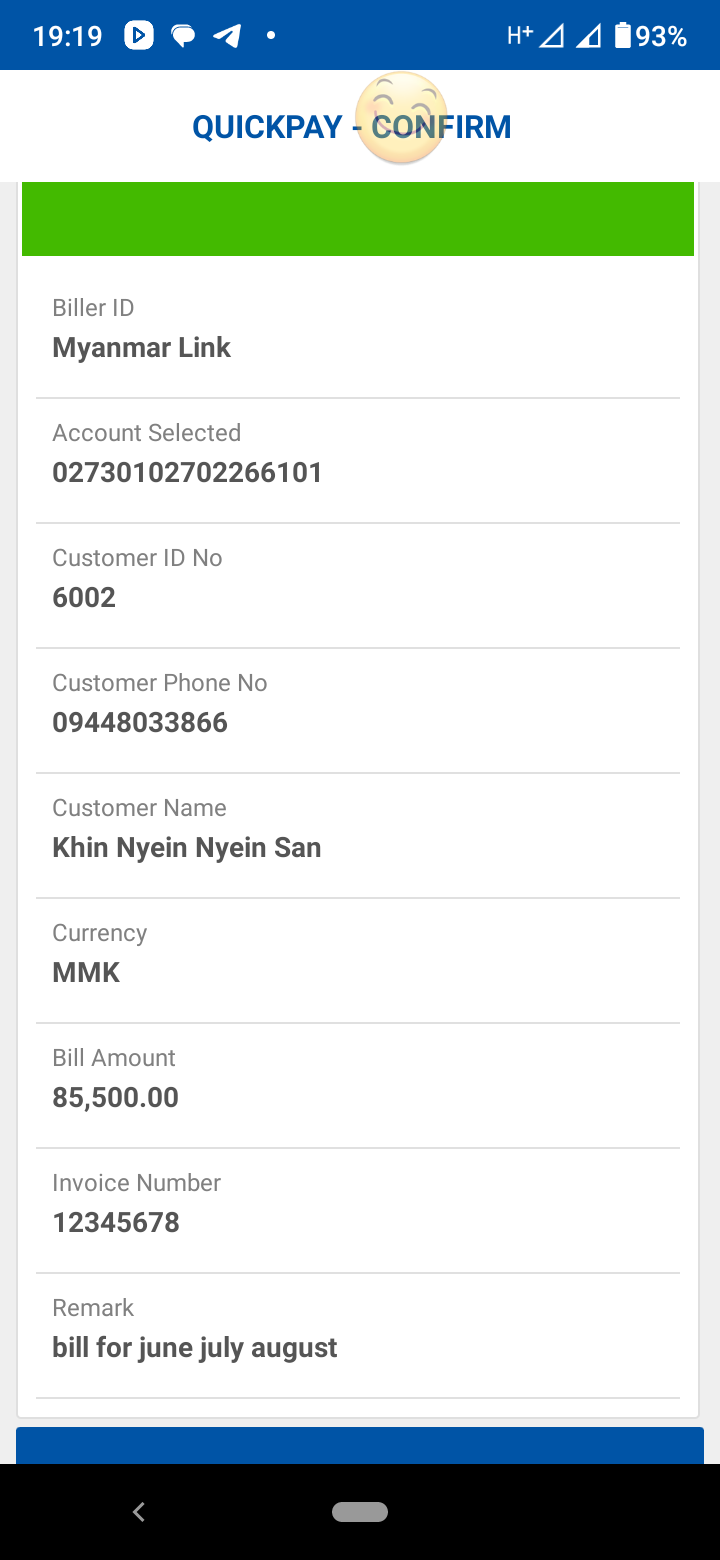 19:19
H+
93%
QUICKPAY - CONFIRM
Biller ID
Myanmar Link
Account Selected
02730102702266101
Customer ID No
6002
Customer Phone No
09448033866
Customer Name
Khin Nyein Nyein San
Currency
MMK
Bill Amount
85,500.00
Invoice Number
12345678
Remark
bill for june july august